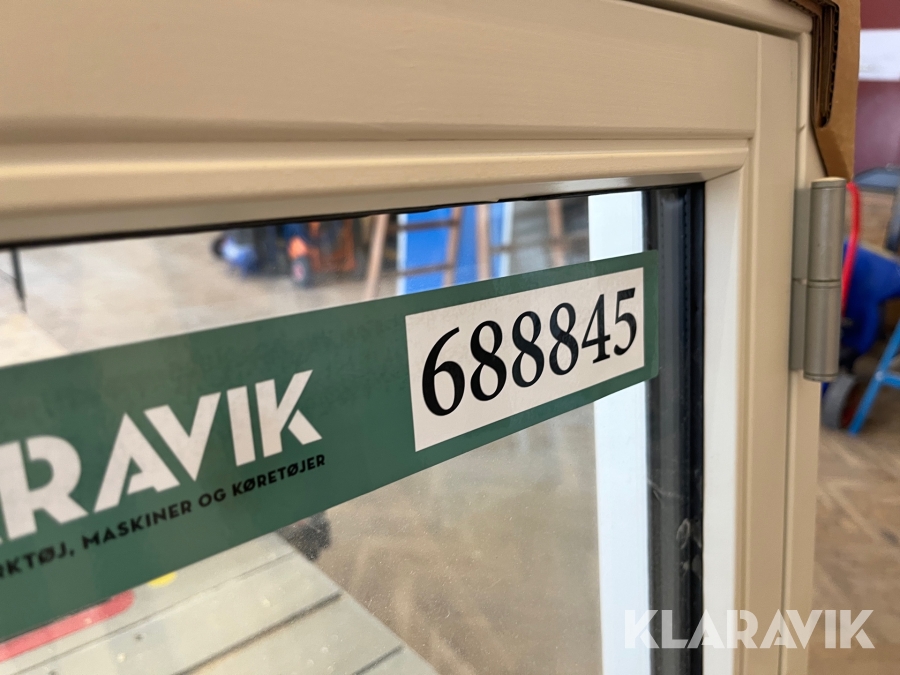 688845
RAVIK
RKTØJ, MASKINER OG KØRETØJER
KLARAVIK